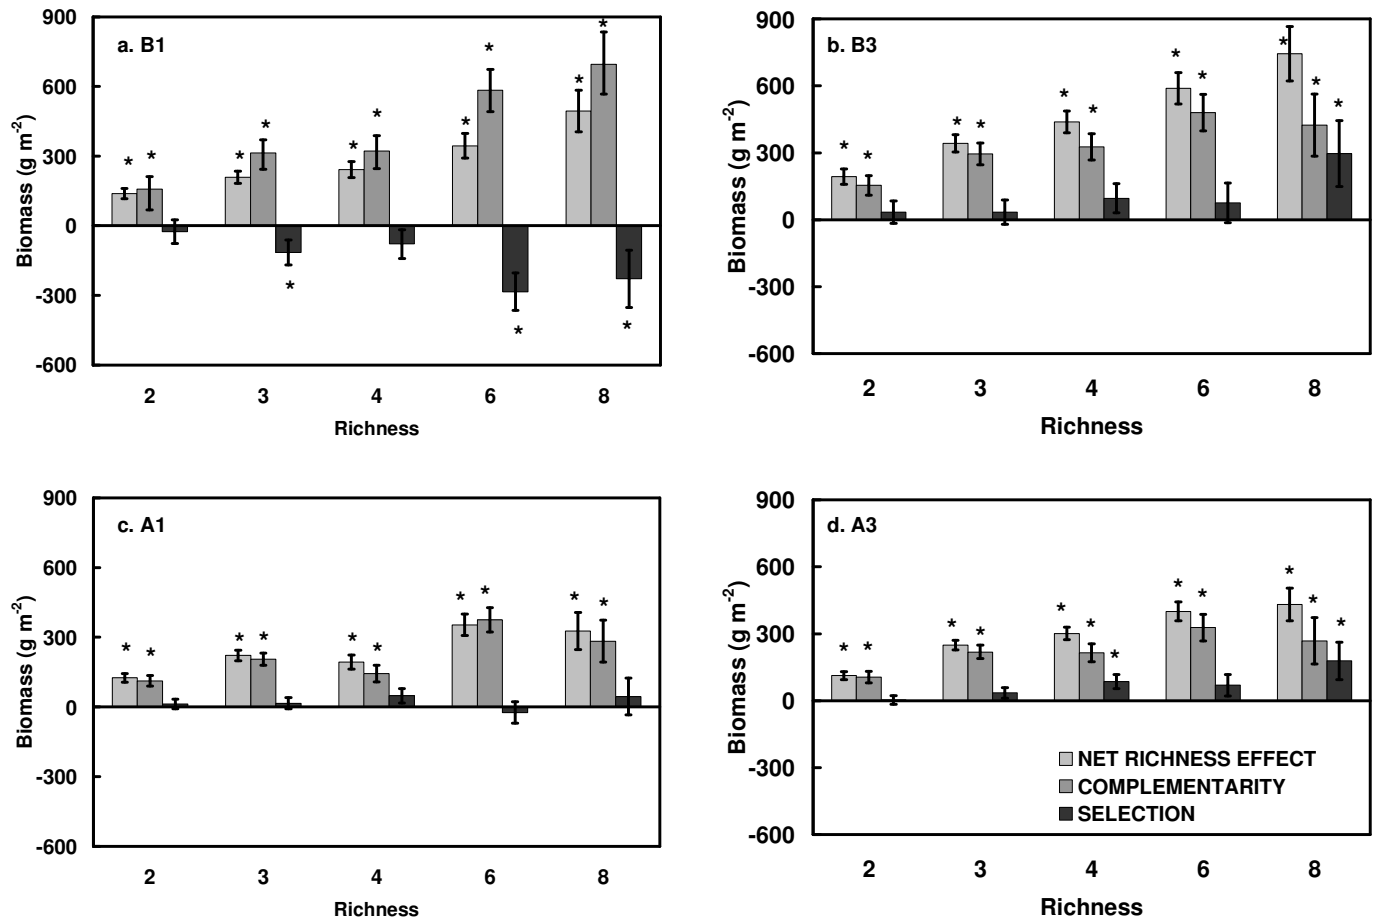 a. B1
900
600
300
0
-300
-600
Biomass (g m-2)
* * * * * * * * * *
* * *
2 3 4 6 8
Richness
b. B3
900
600
300
0
-300
-600
Biomass (g m-2)
* * * * * * * * * * *
2 3 4 6 8
Richness
c. A1
900
600
300
0
-300
-600
Biomass (g m-2)
* * * * * * * * * *
2 3 4 6 8
Richness
d. A3
900
600
300
0
-300
-600
Biomass (g m-2)
* * * * * * * * * * *
NET RICHNESS EFFECT
COMPLEMENTARITY
SELECTION
2 3 4 6 8
Richness